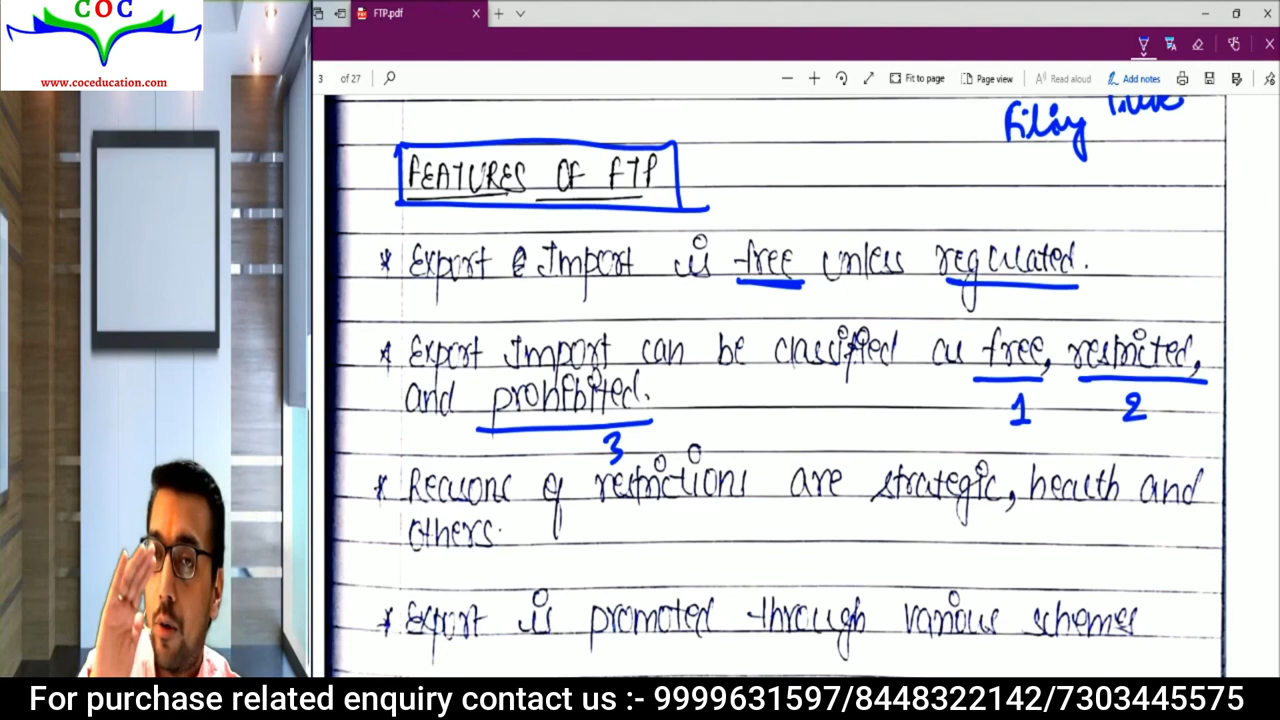 COC
www.coceducation.com
FTP.pdf
3 of 27
Fit to page
Page view
Read aloud
Add notes
Filing
FEATURES OF FTP
* Export & Import is free unless regulated.
* Export Import can be classified as free, restricted,
and prohibited.
1 2
3
* Reasons of restrictions are strategic, health and
others.
* Export is promoted through various schemes
For purchase related enquiry contact us :- 9999631597/8448322142/7303445575